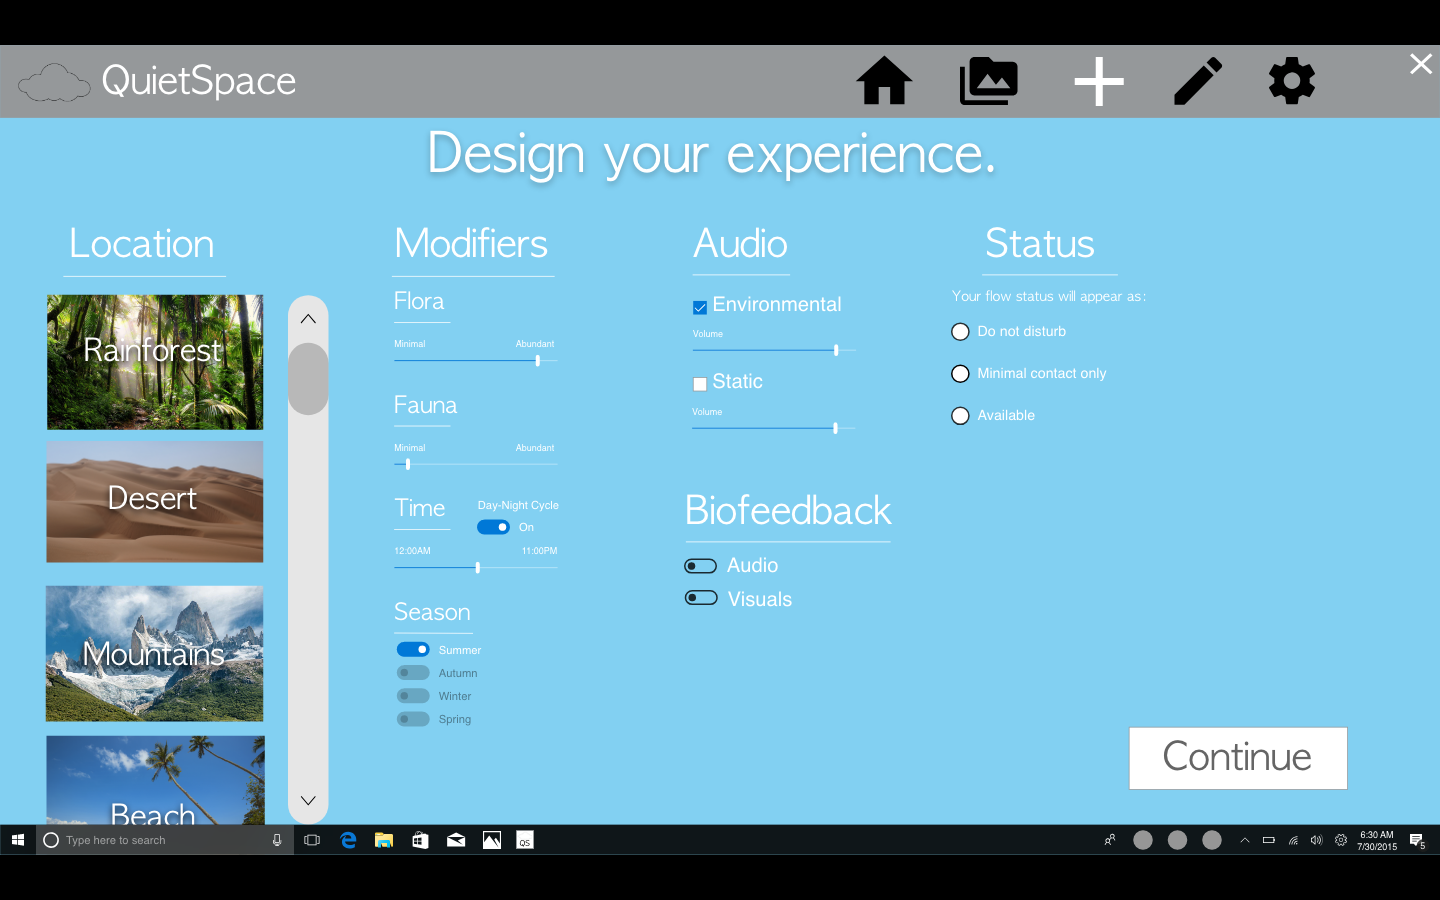 QuietSpace
Design your experience.
Location
Rainforest
Desert
Mountains
Beach
Modifiers
Flora
Minimal Abundant
Fauna
Minimal Abundant
Time Day-Night Cycle
On
12:00AM 11:00PM
Season
Summer
Autumn
Winter
Spring
Audio
Environmental
Volume
Static
Volume
Biofeedback
Audio
Visuals
Status
Your flow status will appear as:
Do not disturb
Minimal contact only
Available
Continue
Type here to search
QS
6:30 AM
7/30/2015
5